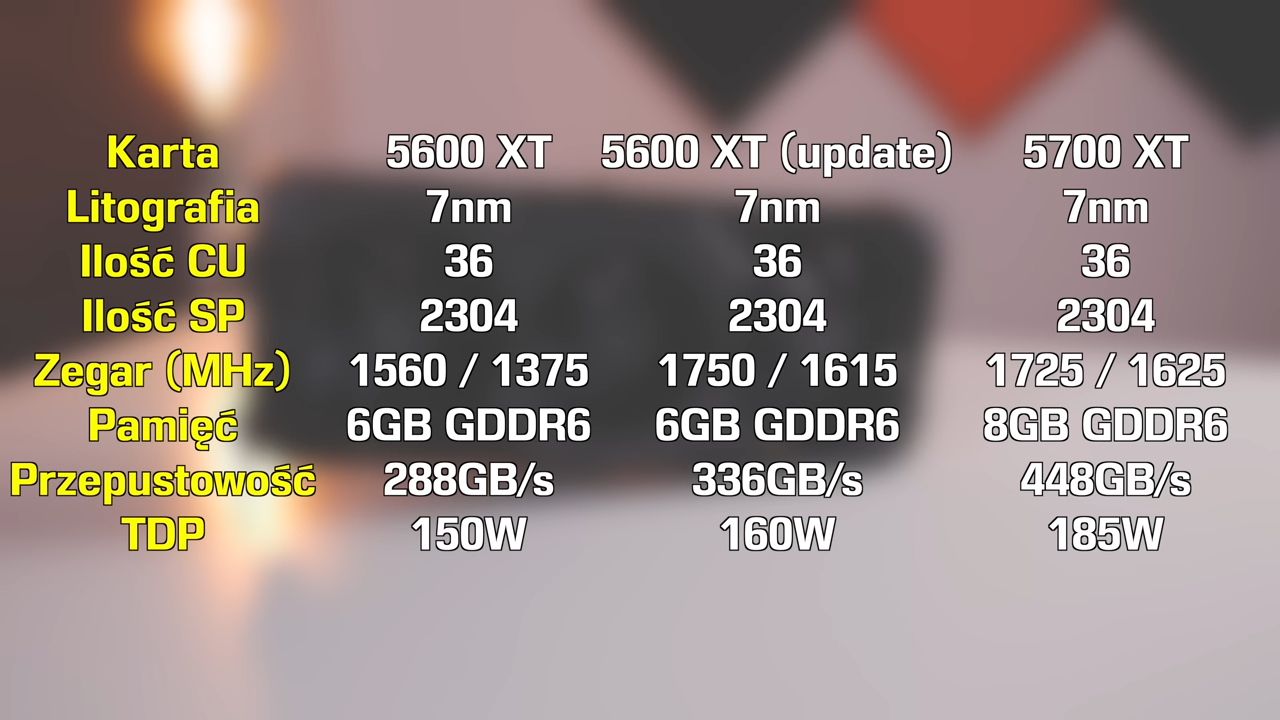 Karta 5600 XT 5600 XT (update) 5700 XT
Litografia 7nm 7nm 7nm
Ilość CU 36 36 36
Ilość SP 2304 2304 2304
Zegar (MHz) 1560 / 1375 1750 / 1615 1725 / 1625
Pamięć 6GB GDDR6 6GB GDDR6 8GB GDDR6
Przepustowość 288GB/s 336GB/s 448GB/s
TDP 150W 160W 185W